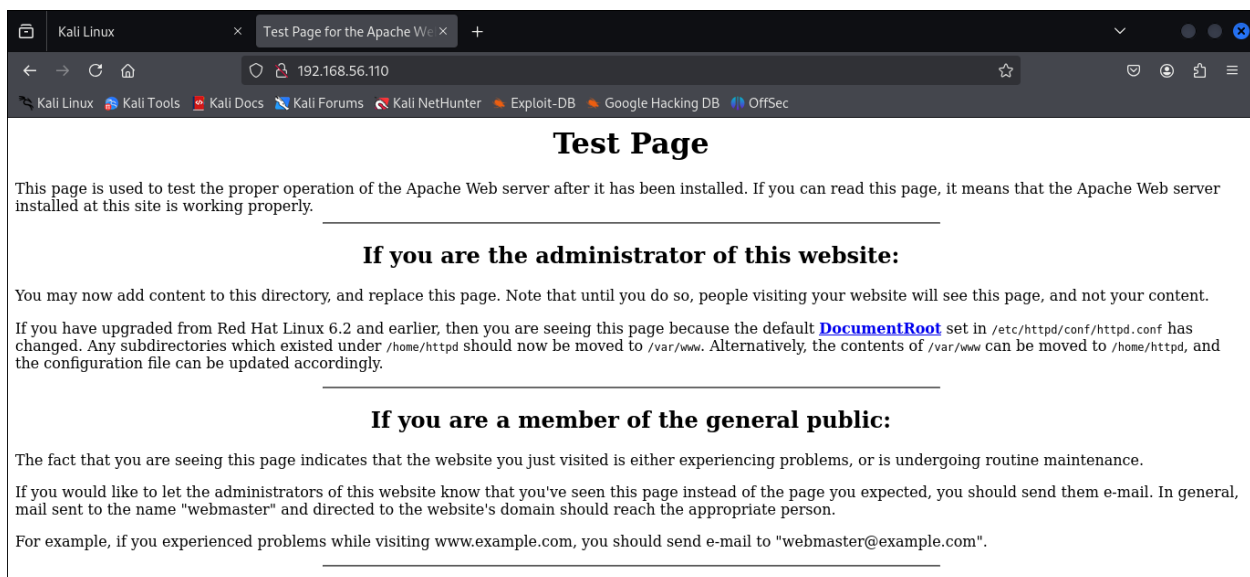 Kali Linux
Test Page for the Apache We
192.168.56.110
Kali Linux Kali Tools Kali Docs Kali Forums Kali NetHunter Exploit-DB Google Hacking DB OffSec
Test Page
This page is used to test the proper operation of the Apache Web server after it has been installed. If you can read this page, it means that the Apache Web server
installed at this site is working properly.
If you are the administrator of this website:
You may now add content to this directory, and replace this page. Note that until you do so, people visiting your website will see this page, and not your content.
If you have upgraded from Red Hat Linux 6.2 and earlier, then you are seeing this page because the default DocumentRoot set in /etc/httpd/conf/httpd.conf has
changed. Any subdirectories which existed under /home/httpd should now be moved to /var/www. Alternatively, the contents of /var/www can be moved to /home/httpd, and
the configuration file can be updated accordingly.
If you are a member of the general public:
The fact that you are seeing this page indicates that the website you just visited is either experiencing problems, or is undergoing routine maintenance.
If you would like to let the administrators of this website know that you've seen this page instead of the page you expected, you should send them e-mail. In general,
mail sent to the name "webmaster" and directed to the website's domain should reach the appropriate person.
For example, if you experienced problems while visiting www.example.com, you should send e-mail to "webmaster@example.com".